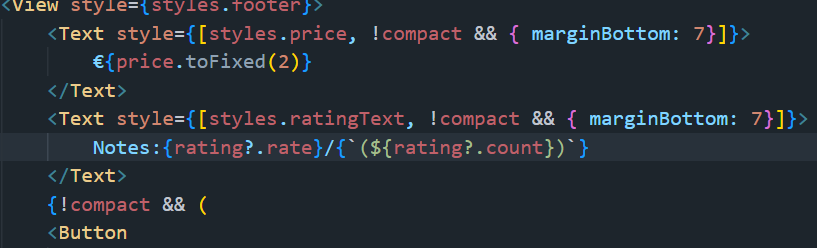 <View style={styles.footer}>
<Text style={[styles.price, !compact && { marginBottom: 7}]}>
€{price.toFixed(2)}
</Text>
<Text style={[styles.ratingText, !compact && { marginBottom: 7}]}>
Notes:{rating?.rate}/{`(${rating?.count})`}
</Text>
{!compact && (
<Button